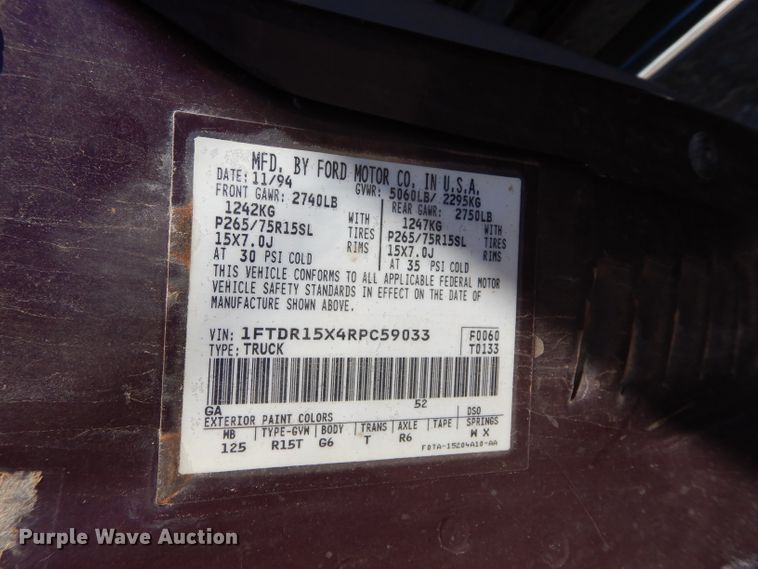 MFD. BY FORD MOTOR CO. IN U.S.A.
DATE: 11/94 GVWR: 5060LB/ 2295KG
FRONT GAWR: 2740LB REAR GAWR: 2750LB
1242KG WITH 1247KG WITH
P265/75R15SL TIRES P265/75R15SL TIRES
15X7.0J RIMS 15X7.0J RIMS
AT 30 PSI COLD AT 35 PSI COLD
THIS VEHICLE CONFORMS TO ALL APPLICABLE FEDERAL MOTOR
VEHICLE SAFETY STANDARDS IN EFFECT ON THE DATE OF
MANUFACTURE SHOWN ABOVE.
VIN: 1FTDR15X4RPC59033 F0060
TYPE: TRUCK T0133
GA 52
EXTERIOR PAINT COLORS DSO
WB TYPE-GVM BODY TRANS AXLE TAPE SPRINGS
125 R15T G6 T R6 W X
F0TA-15204A10-AA
Purple Wave Auction